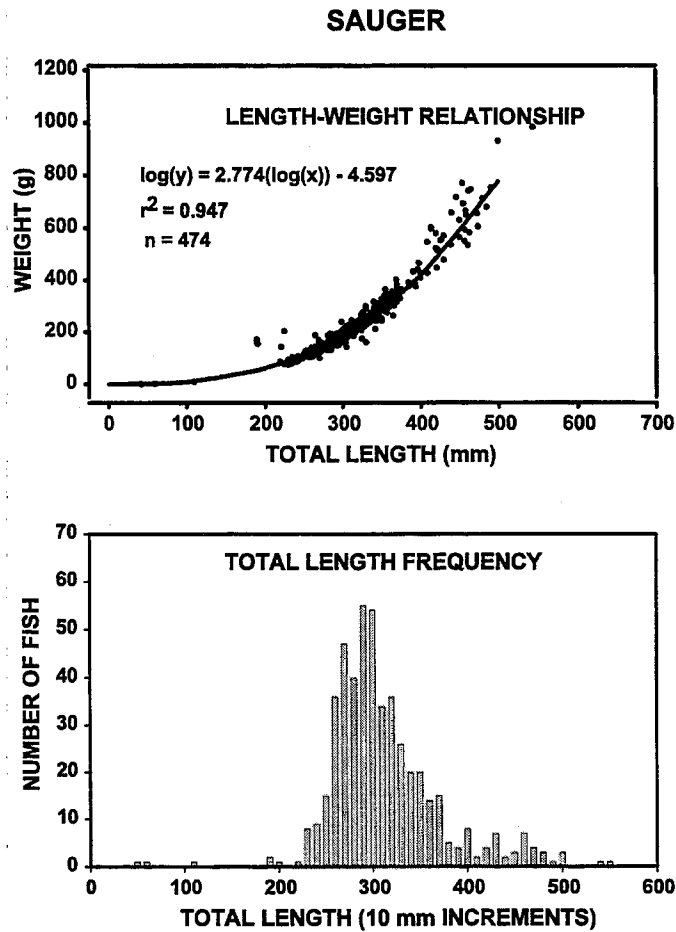 SAUGER
LENGTH-WEIGHT RELATIONSHIP
log(y) = 2.774(log(x)) - 4.597
r2 = 0.947
n = 474
WEIGHT (g)
1200
1000
800
600
400
200
0
0 100 200 300 400 500 600 700
TOTAL LENGTH (mm)
TOTAL LENGTH FREQUENCY
NUMBER OF FISH
70
60
50
40
30
20
10
0
0 100 200 300 400 500 600
TOTAL LENGTH (10 mm INCREMENTS)